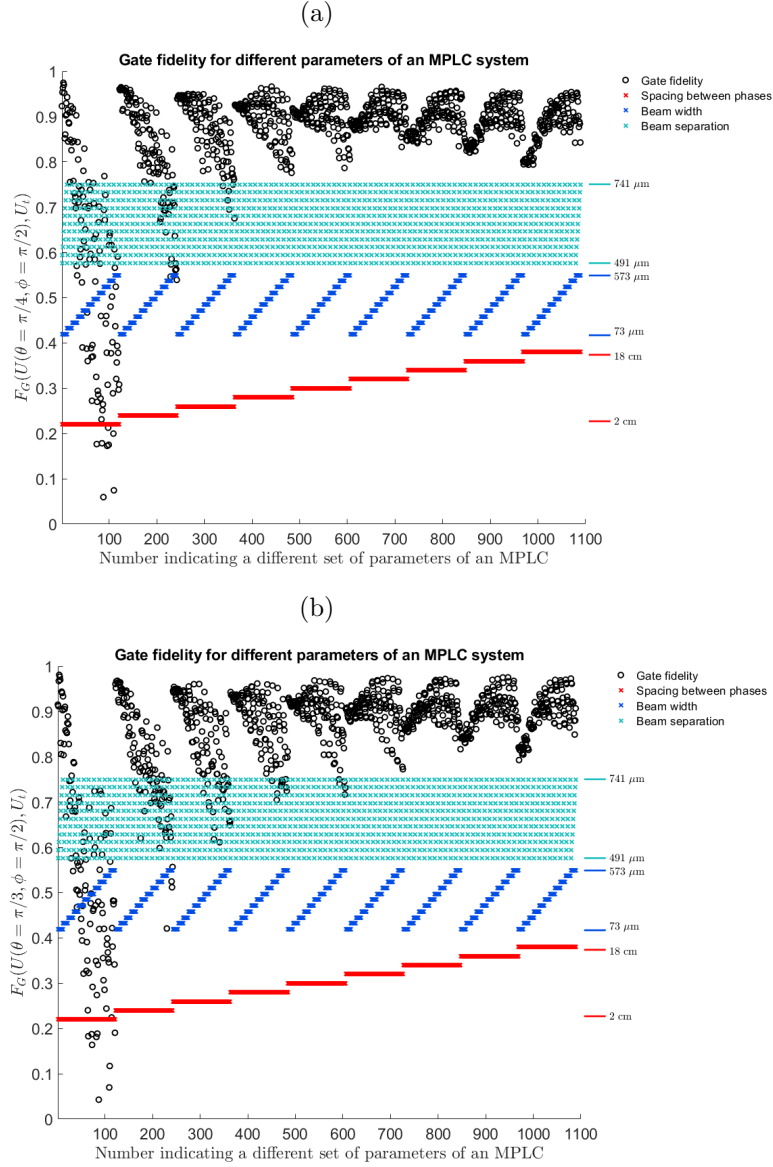 (a)
Gate fidelity for different parameters of an MPLC system
F_G(U(θ = π/4, ϕ = π/2), U_i)
1
0.9
0.8
0.7
0.6
0.5
0.4
0.3
0.2
0.1
0
100 200 300 400 500 600 700 800 900 1000 1100
Number indicating a different set of parameters of an MPLC
Gate fidelity
Spacing between phases
Beam width
Beam separation
741 μm
491 μm
573 μm
73 μm
18 cm
2 cm
(b)
Gate fidelity for different parameters of an MPLC system
F_G(U(θ = π/3, ϕ = π/2), U_i)
1
0.9
0.8
0.7
0.6
0.5
0.4
0.3
0.2
0.1
0
100 200 300 400 500 600 700 800 900 1000 1100
Number indicating a different set of parameters of an MPLC
Gate fidelity
Spacing between phases
Beam width
Beam separation
741 μm
491 μm
573 μm
73 μm
18 cm
2 cm